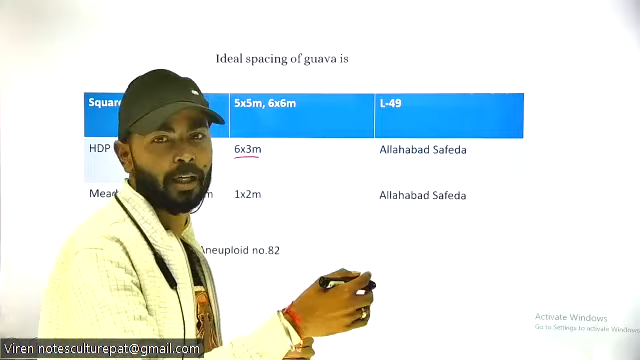 Ideal spacing of guava is
Square 5x5m, 6x6m L-49
HDP 6x3m Allahabad Safeda
1x2m Allahabad Safeda
Aneuploid no.82
Activate Windows
Go to Settings to activate Windows
Viren notesculturepat@gmail.com